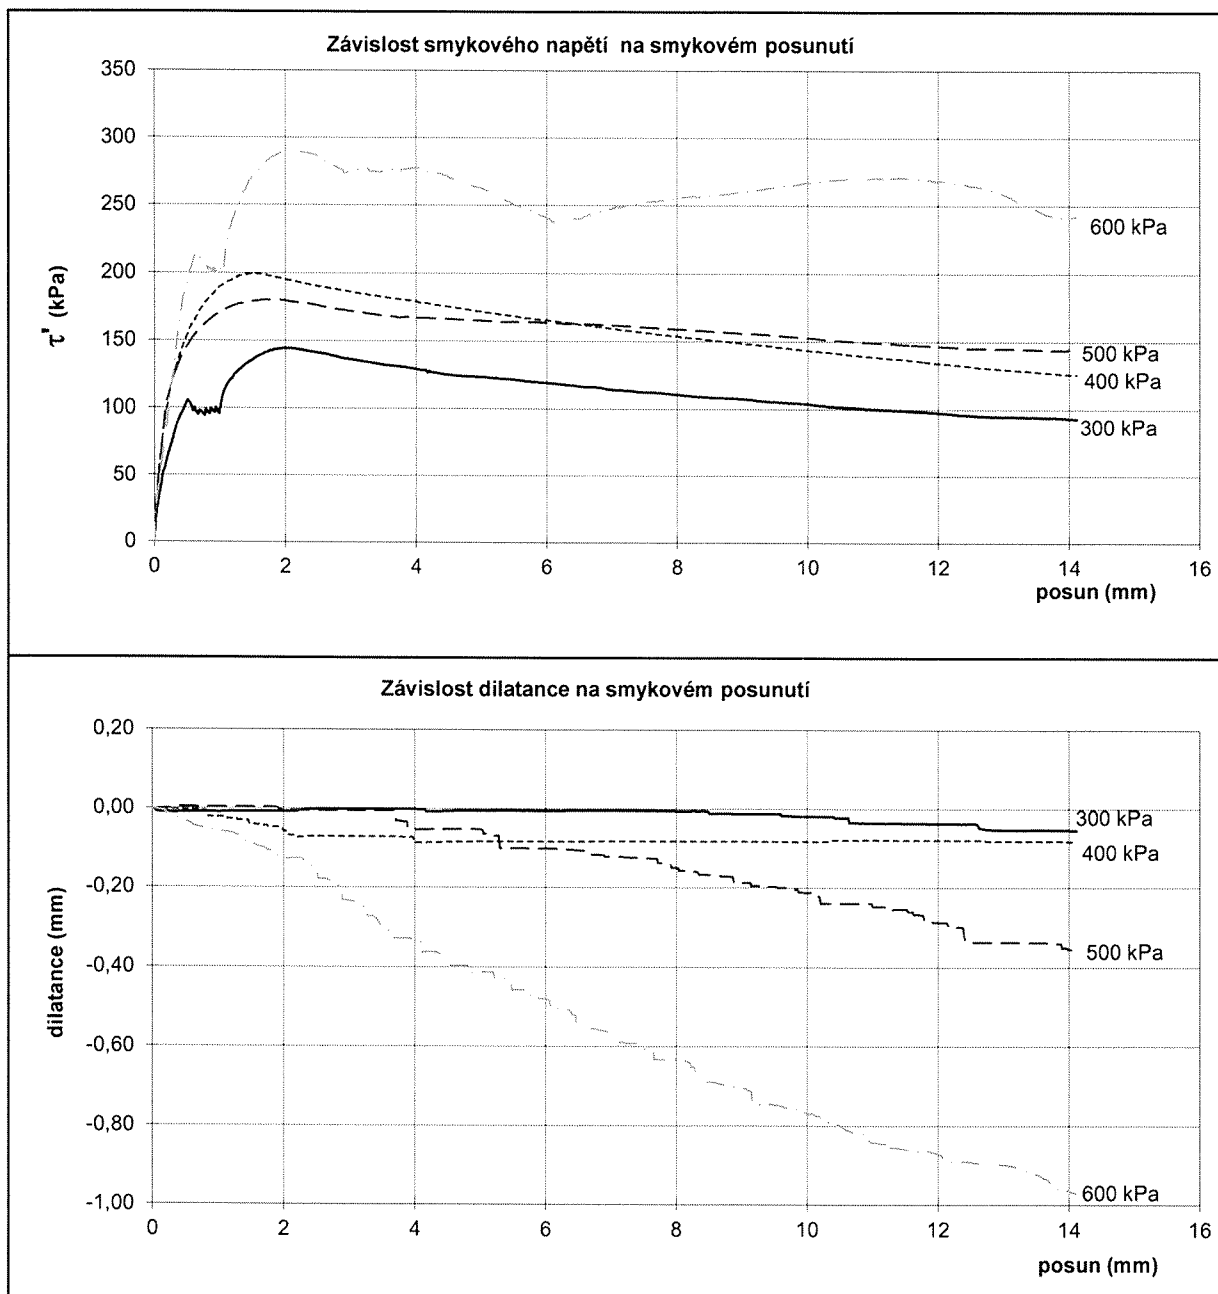 Závislost smykového napětí na smykovém posunutí
350
300
250
200
150
100
50
0
τ' (kPa)
600 kPa
500 kPa
400 kPa
300 kPa
0 2 4 6 8 10 12 14 16
posun (mm)
Závislost dilatance na smykovém posunutí
0,20
0,00
-0,20
-0,40
-0,60
-0,80
-1,00
dilatance (mm)
300 kPa
400 kPa
500 kPa
600 kPa
0 2 4 6 8 10 12 14 16
posun (mm)